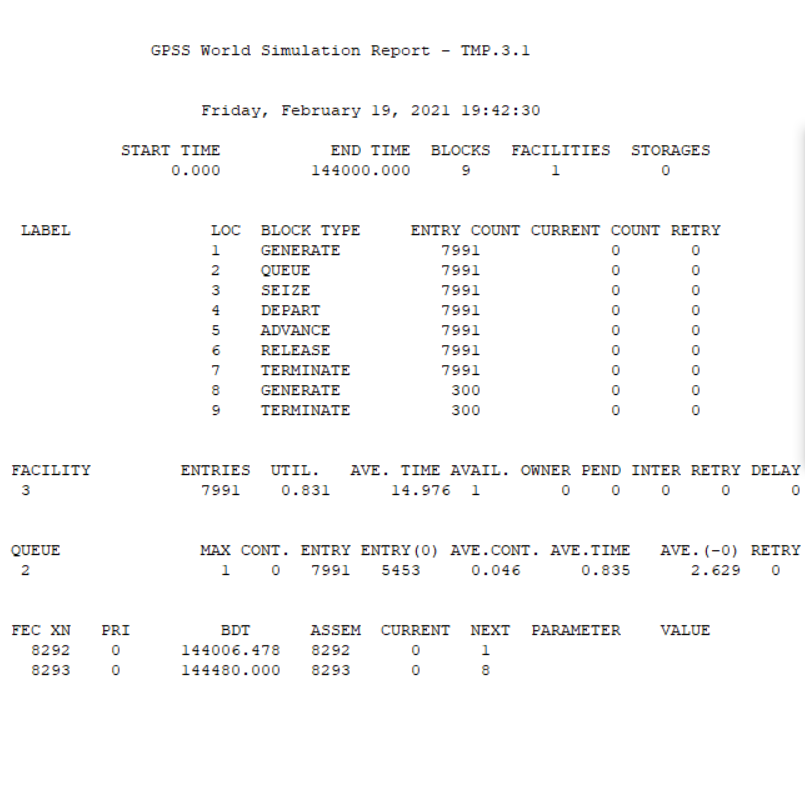 GPSS World Simulation Report - TMP.3.1
Friday, February 19, 2021 19:42:30
START TIME END TIME BLOCKS FACILITIES STORAGES
0.000 144000.000 9 1 0
LABEL LOC BLOCK TYPE ENTRY COUNT CURRENT COUNT RETRY
1 GENERATE 7991 0 0
2 QUEUE 7991 0 0
3 SEIZE 7991 0 0
4 DEPART 7991 0 0
5 ADVANCE 7991 0 0
6 RELEASE 7991 0 0
7 TERMINATE 7991 0 0
8 GENERATE 300 0 0
9 TERMINATE 300 0 0
FACILITY ENTRIES UTIL. AVE. TIME AVAIL. OWNER PEND INTER RETRY DELAY
3 7991 0.831 14.976 1 0 0 0 0 0
QUEUE MAX CONT. ENTRY ENTRY(0) AVE.CONT. AVE.TIME AVE.(-0) RETRY
2 1 0 7991 5453 0.046 0.835 2.629 0
FEC XN PRI BDT ASSEM CURRENT NEXT PARAMETER VALUE
8292 0 144006.478 8292 0 1
8293 0 144480.000 8293 0 8